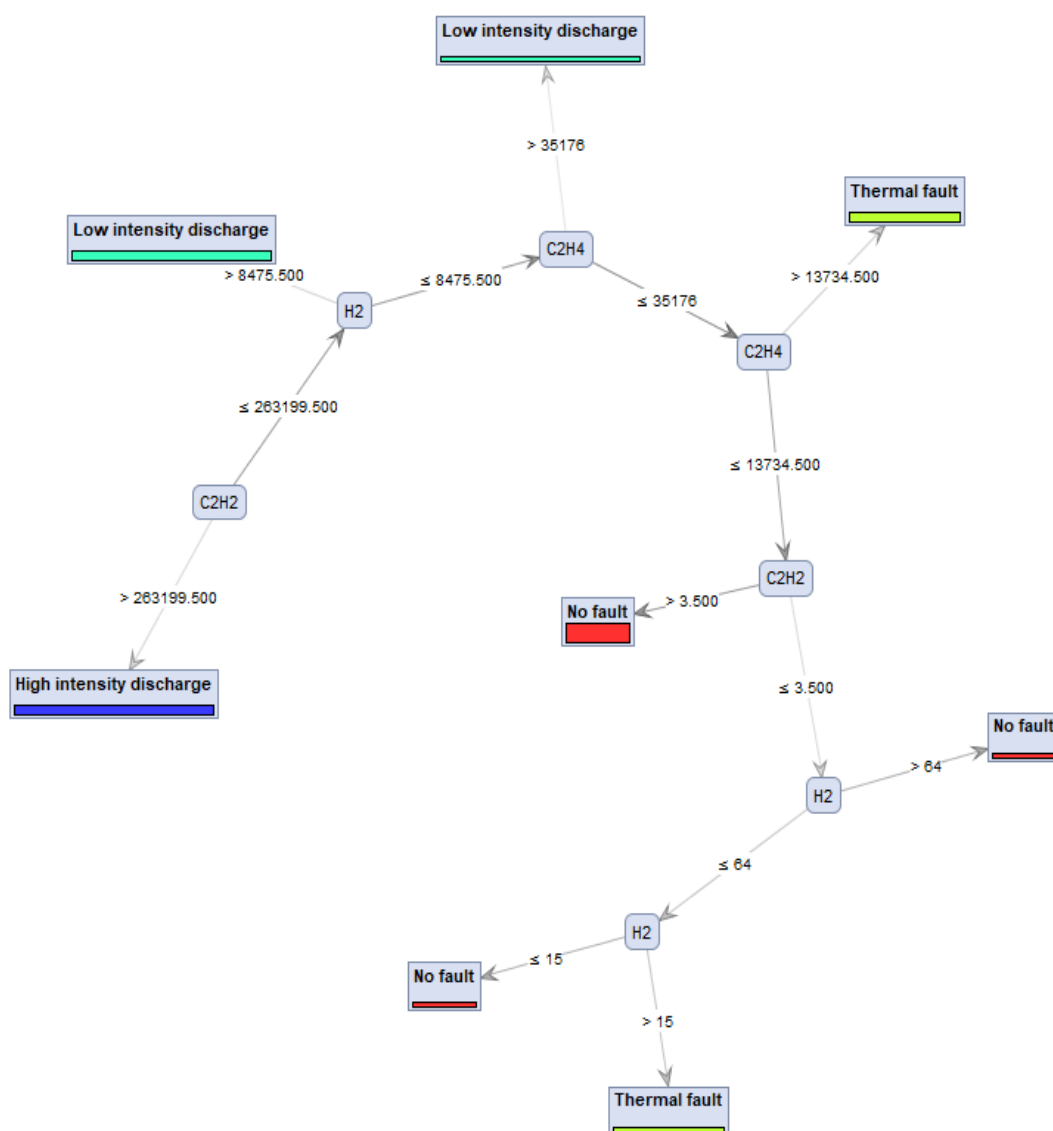 Low intensity discharge
> 35176
Thermal fault
Low intensity discharge
C2H4
> 13734.500
> 8475.500
≤ 8475.500
≤ 35176
H2
C2H4
≤ 263199.500
≤ 13734.500
C2H2
C2H2
> 263199.500
> 3.500
No fault
High intensity discharge
≤ 3.500
No fault
> 64
H2
≤ 64
H2
≤ 15
No fault
> 15
Thermal fault